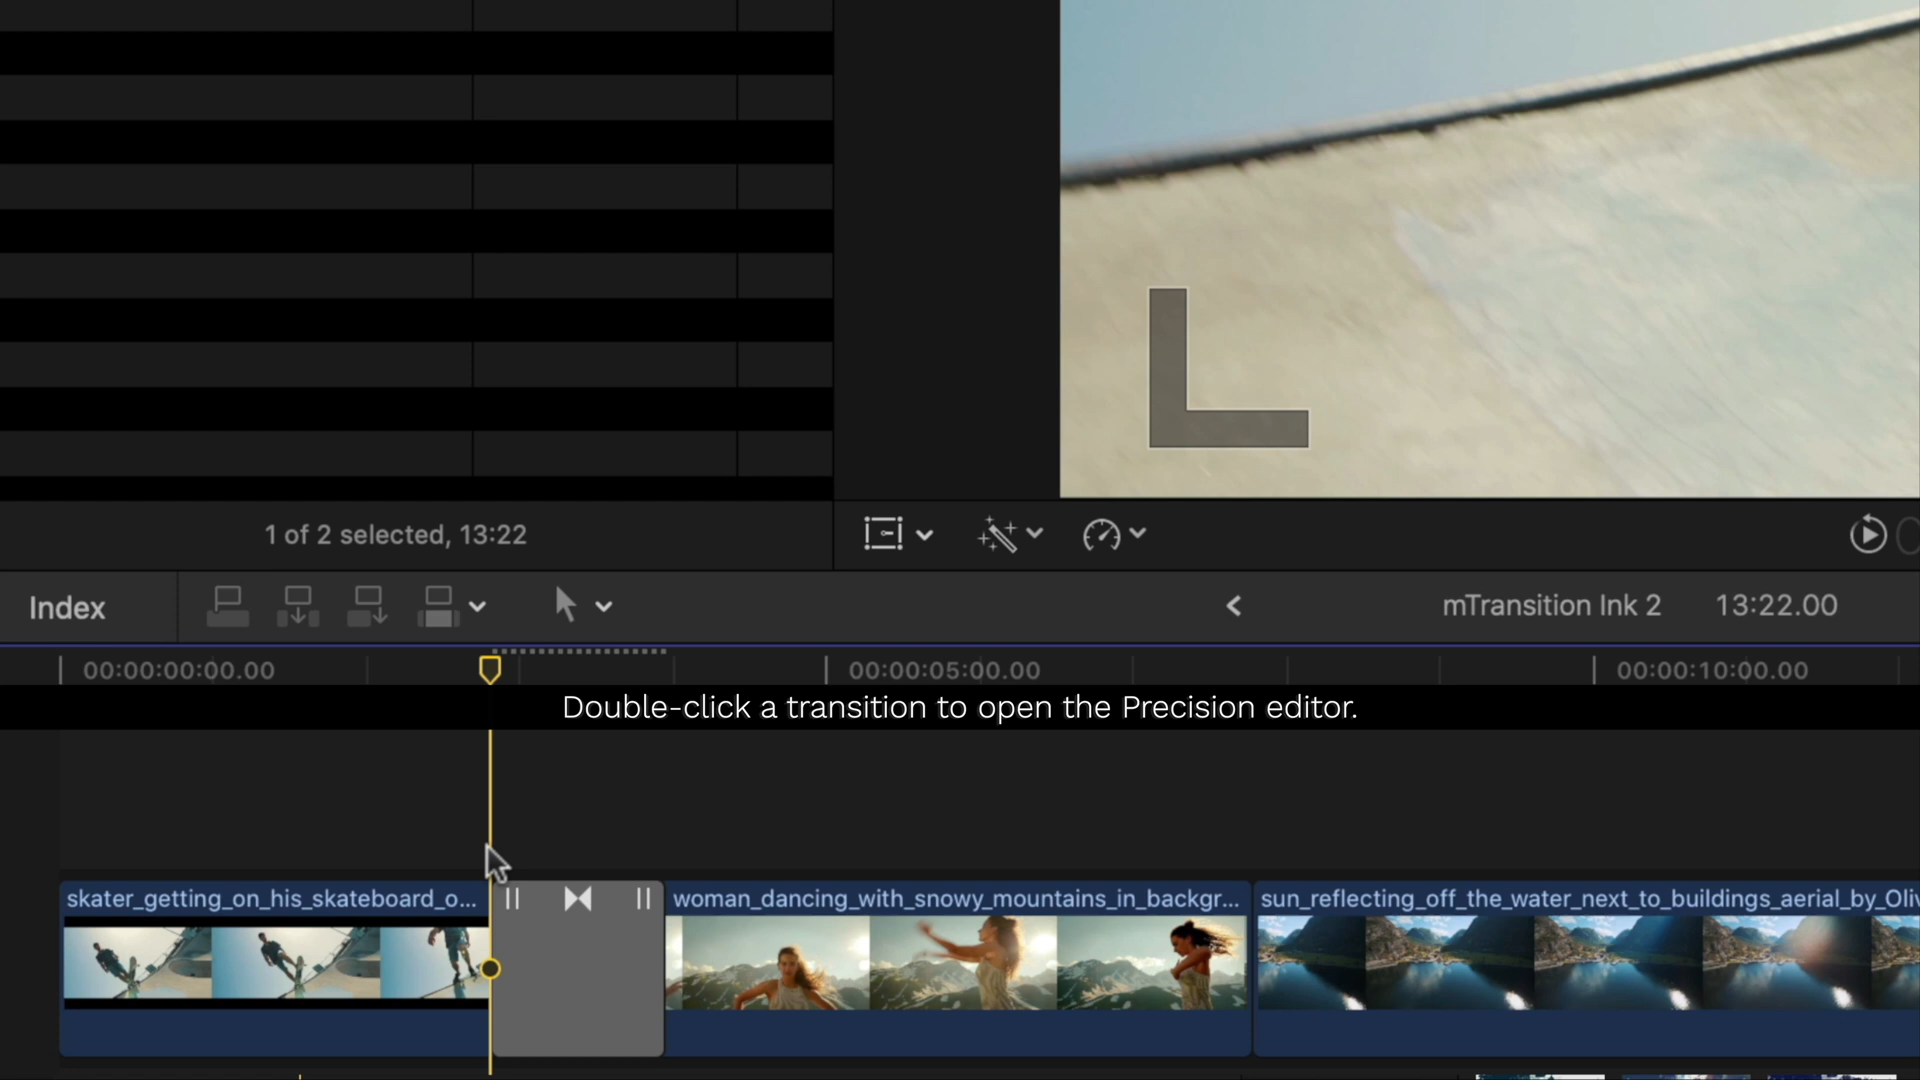 1 of 2 selected, 13:22
Index
mTransition Ink 2
13:22.00
00:00:00:00.00
00:00:05:00.00
00:00:10:00.00
Double-click a transition to open the Precision editor.
skater_getting_on_his_skateboard_o...
woman_dancing_with_snowy_mountains_in_backgr...
sun_reflecting_off_the_water_next_to_buildings_aerial_by_Oliv